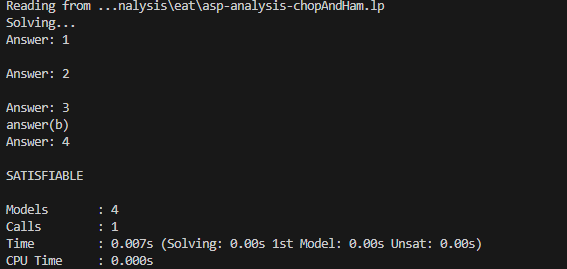 Reading from ...nalysis\eat\asp-analysis-chopAndHam.lp
Solving...
Answer: 1
Answer: 2
Answer: 3
answer(b)
Answer: 4
SATISFIABLE
Models       : 4
Calls        : 1
Time         : 0.007s (Solving: 0.00s 1st Model: 0.00s Unsat: 0.00s)
CPU Time     : 0.000s